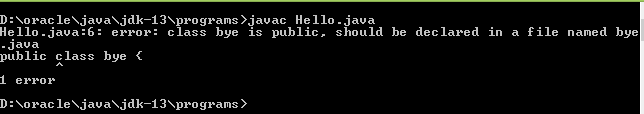 D:\oracle\java\jdk-13\programs>javac Hello.java
Hello.java:6: error: class bye is public, should be declared in a file named bye
.java
public class bye {
^
1 error
D:\oracle\java\jdk-13\programs>